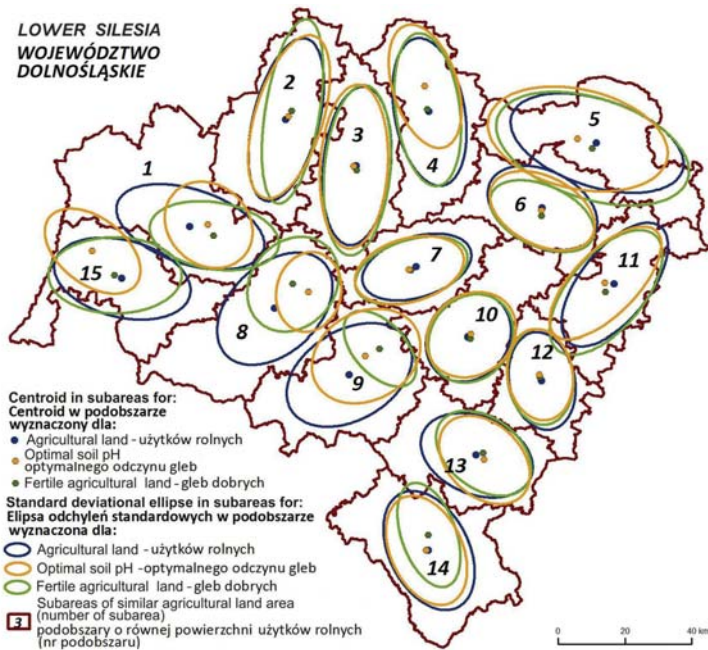 LOWER SILESIA
WOJEWÓDZTWO
DOLNOŚLĄSKIE
1
2
3
4
5
6
7
8
9
10
11
12
13
14
15
Centroid in subareas for:
Centroid w podobszarze
wyznaczony dla:
Agricultural land - użytków rolnych
Optimal soil pH
optymalnego odczynu gleb
Fertile agricultural land - gleb dobrych
Standard deviational ellipse in subareas for:
Elipsa odchyleń standardowych w podobszarze
wyznaczona dla:
Agricultural land - użytków rolnych
Optimal soil pH -optymalnego odczynu gleb
Fertile agricultural land - gleb dobrych
Subareas of similar agricultural land area
(number of subarea)
3 podobszary o równej powierzchni użytków rolnych
(nr podobszaru)
0 20 40 km